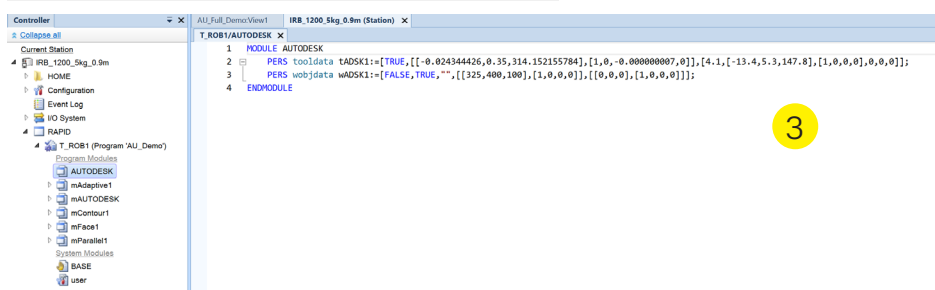 Controller
Collapse all
Current Station
IRB_1200_5kg_0.9m
HOME
Configuration
Event Log
I/O System
RAPID
T_ROB1 (Program 'AU_Demo')
Program Modules
AUTODESK
mAdaptive1
mAUTODESK
mContour1
mFace1
mParallel1
System Modules
BASE
user
AU_Full_Demo:View1 IRB_1200_5kg_0.9m (Station) X
T_ROB1/AUTODESK X
1 MODULE AUTODESK
2 PERS tooldata tADSK1:=[TRUE,[[-0.024344426,0.35,314.152155784],[1,0,-0.000000007,0]],[4.1,[-13.4,5.3,147.8],[1,0,0,0],0,0,0]];
3 PERS wobjdata wADSK1:=[FALSE,TRUE,"",[[325,400,100],[1,0,0,0]],[[0,0,0],[1,0,0,0]]];
4 ENDMODULE
3